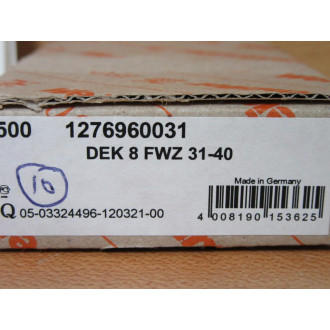 500 1276960031
DEK 8 FWZ 31-40
10
Made in Germany
Q 05-03324496-120321-00
4 008190 153625